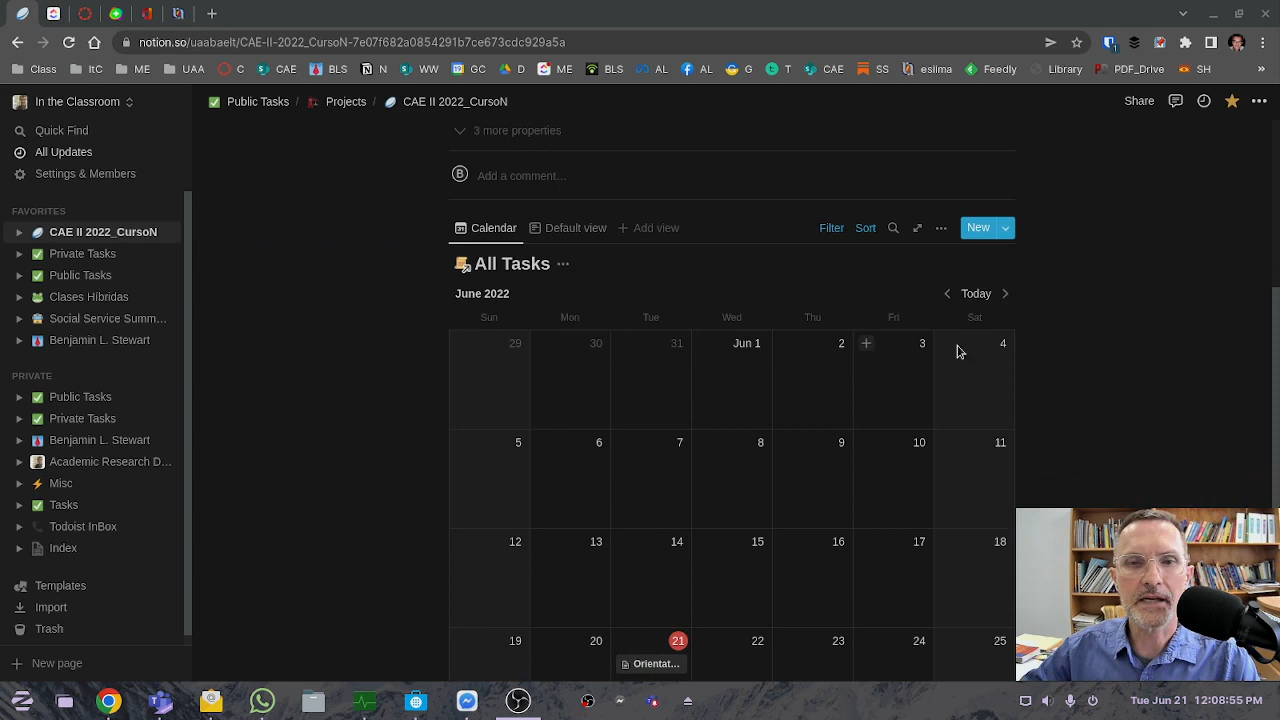 notion.so/uaabaelt/CAE-II-2022_CursoN-7e07f682a0854291b7ce673cdc929a5a
Class ItC ME UAA C CAE BLS N WW GC D ME BLS AL AL G T CAE SS eslima Feedly Library PDF_Drive SH »
In the Classroom
Public Tasks / Projects / CAE II 2022_CursoN
Share
Quick Find
All Updates
Settings & Members
FAVORITES
CAE II 2022_CursoN
Private Tasks
Public Tasks
Clases Híbridas
Social Service Summ...
Benjamin L. Stewart
PRIVATE
Public Tasks
Private Tasks
Benjamin L. Stewart
Academic Research D...
Misc
Tasks
Todoist InBox
Index
Templates
Import
Trash
New page
3 more properties
B Add a comment...
Calendar Default view Add view Filter Sort New
All Tasks
June 2022 Today
Sun Mon Tue Wed Thu Fri Sat
29 30 31 Jun 1 2 3 4
5 6 7 8 9 10 11
12 13 14 15 16 17 18
19 20 21 22 23 24 25
Orientat...
Tue Jun 21 12:08:55 PM